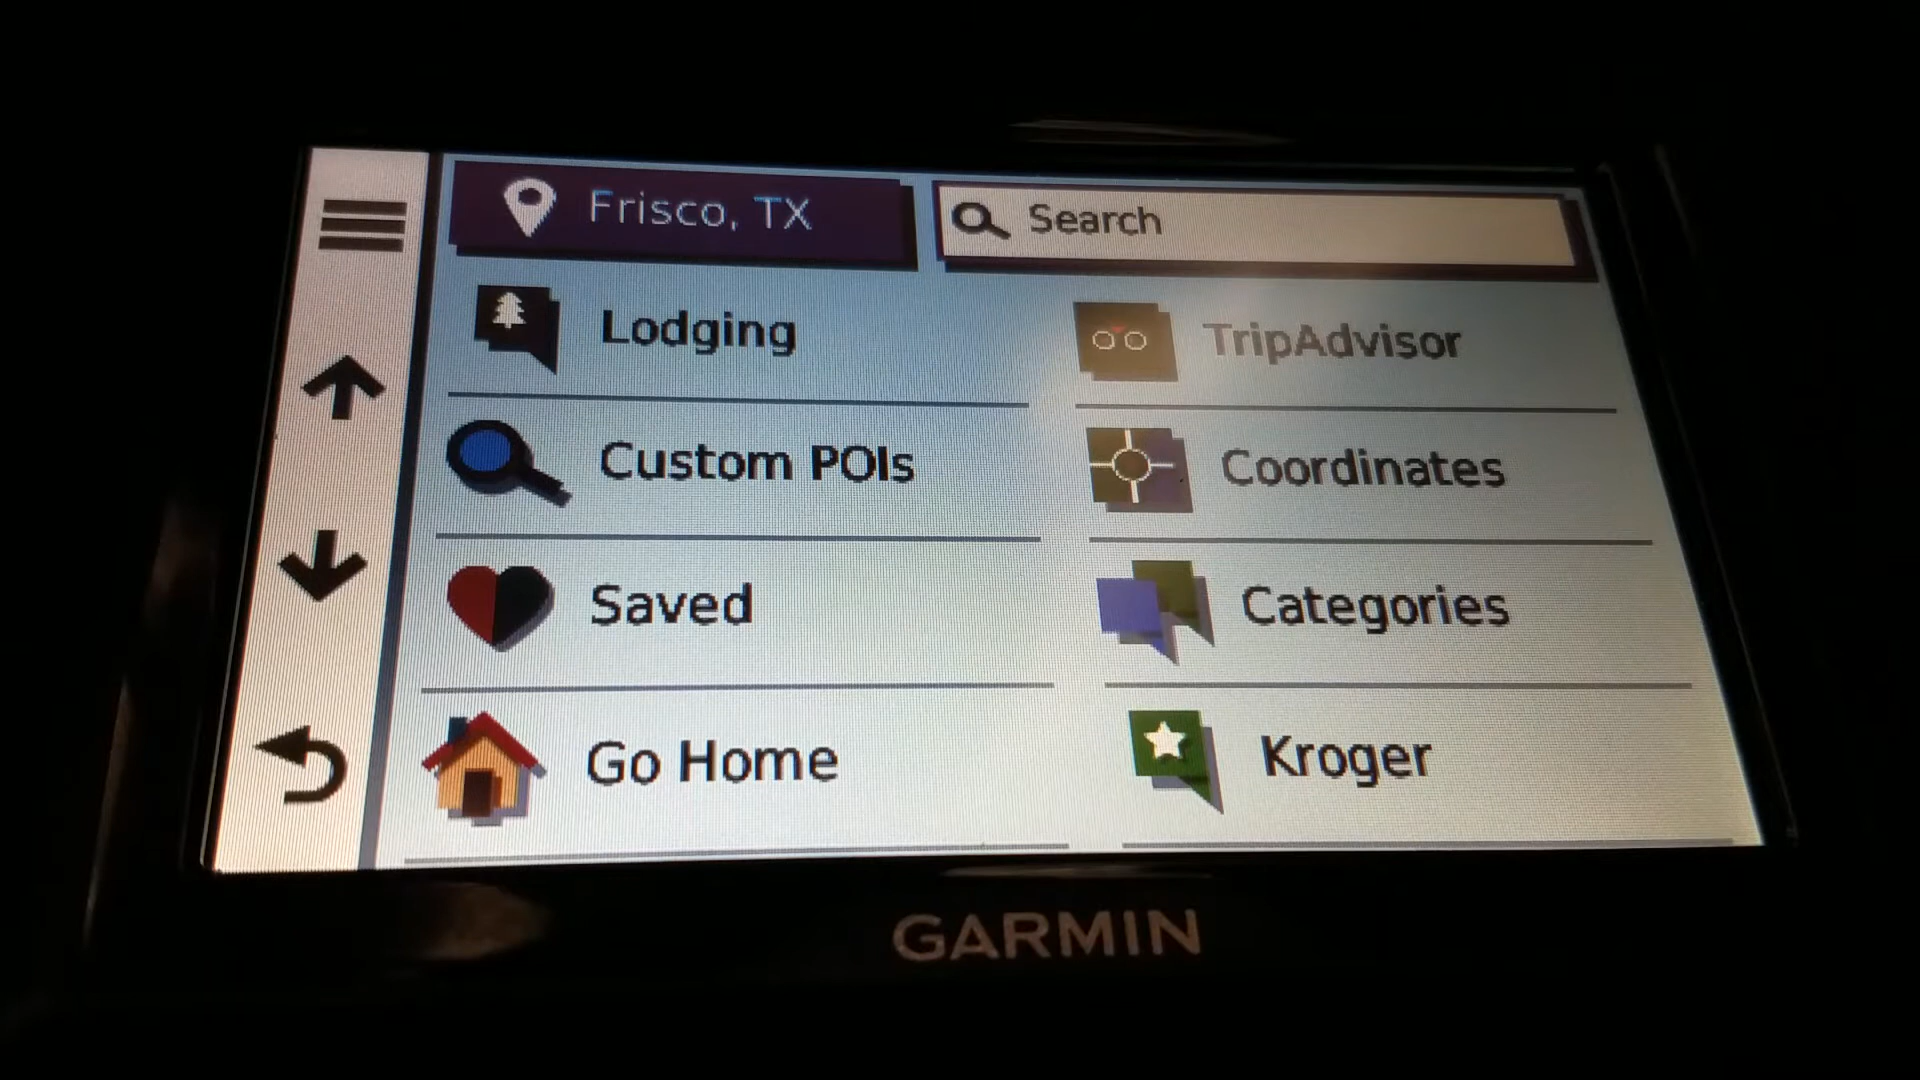 Frisco, TX
Search
Lodging
TripAdvisor
Custom POIs
Coordinates
Saved
Categories
Go Home
Kroger
GARMIN